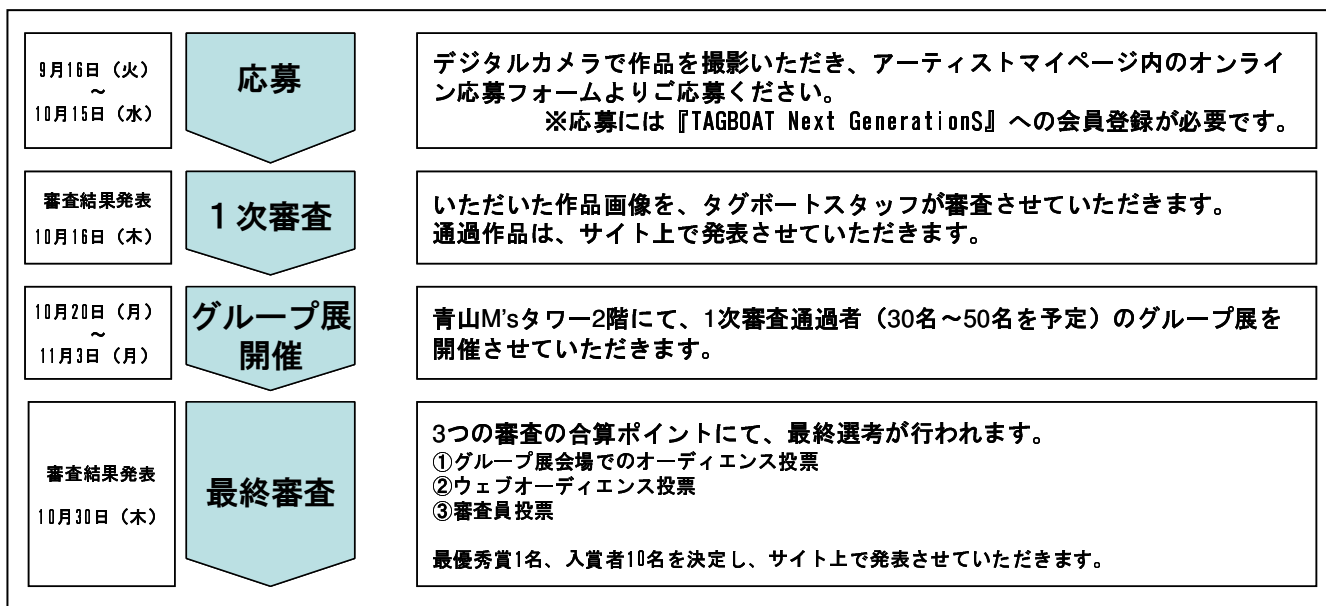 9月16日（火）
～
10月15日（水）
応募
デジタルカメラで作品を撮影いただき、アーティストマイページ内のオンライ
ン応募フォームよりご応募ください。
※応募には『TAGBOAT Next GenerationS』への会員登録が必要です。
審査結果発表
10月16日（木）
１次審査
いただいた作品画像を、タグボートスタッフが審査させていただきます。
通過作品は、サイト上で発表させていただきます。
10月20日（月）
～
11月3日（月）
グループ展
開催
青山M'sタワー2階にて、1次審査通過者（30名～50名を予定）のグループ展を
開催させていただきます。
審査結果発表
10月30日（木）
最終審査
3つの審査の合算ポイントにて、最終選考が行われます。
①グループ展会場でのオーディエンス投票
②ウェブオーディエンス投票
③審査員投票
最優秀賞1名、入賞者10名を決定し、サイト上で発表させていただきます。